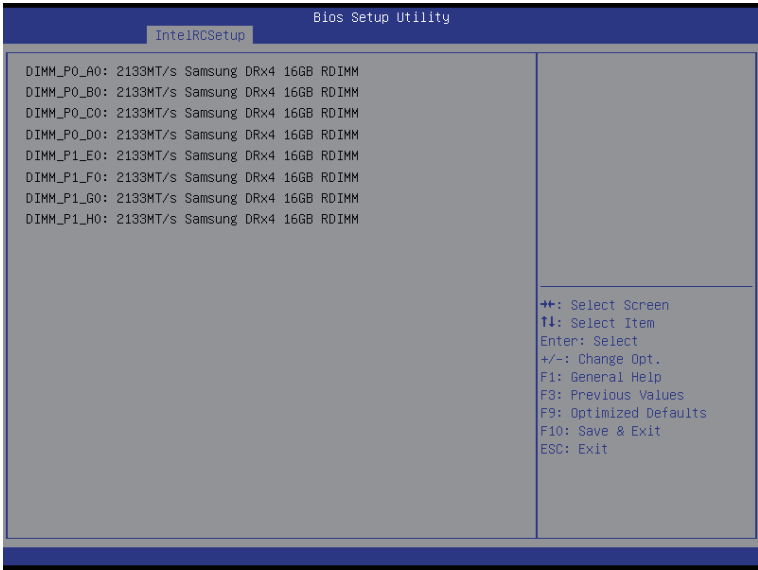 Bios Setup Utility
IntelRCSetup
DIMM_P0_A0: 2133MT/s Samsung DRx4 16GB RDIMM
DIMM_P0_B0: 2133MT/s Samsung DRx4 16GB RDIMM
DIMM_P0_C0: 2133MT/s Samsung DRx4 16GB RDIMM
DIMM_P0_D0: 2133MT/s Samsung DRx4 16GB RDIMM
DIMM_P1_E0: 2133MT/s Samsung DRx4 16GB RDIMM
DIMM_P1_F0: 2133MT/s Samsung DRx4 16GB RDIMM
DIMM_P1_G0: 2133MT/s Samsung DRx4 16GB RDIMM
DIMM_P1_H0: 2133MT/s Samsung DRx4 16GB RDIMM
→←: Select Screen
↑↓: Select Item
Enter: Select
+/-: Change Opt.
F1: General Help
F3: Previous Values
F9: Optimized Defaults
F10: Save & Exit
ESC: Exit